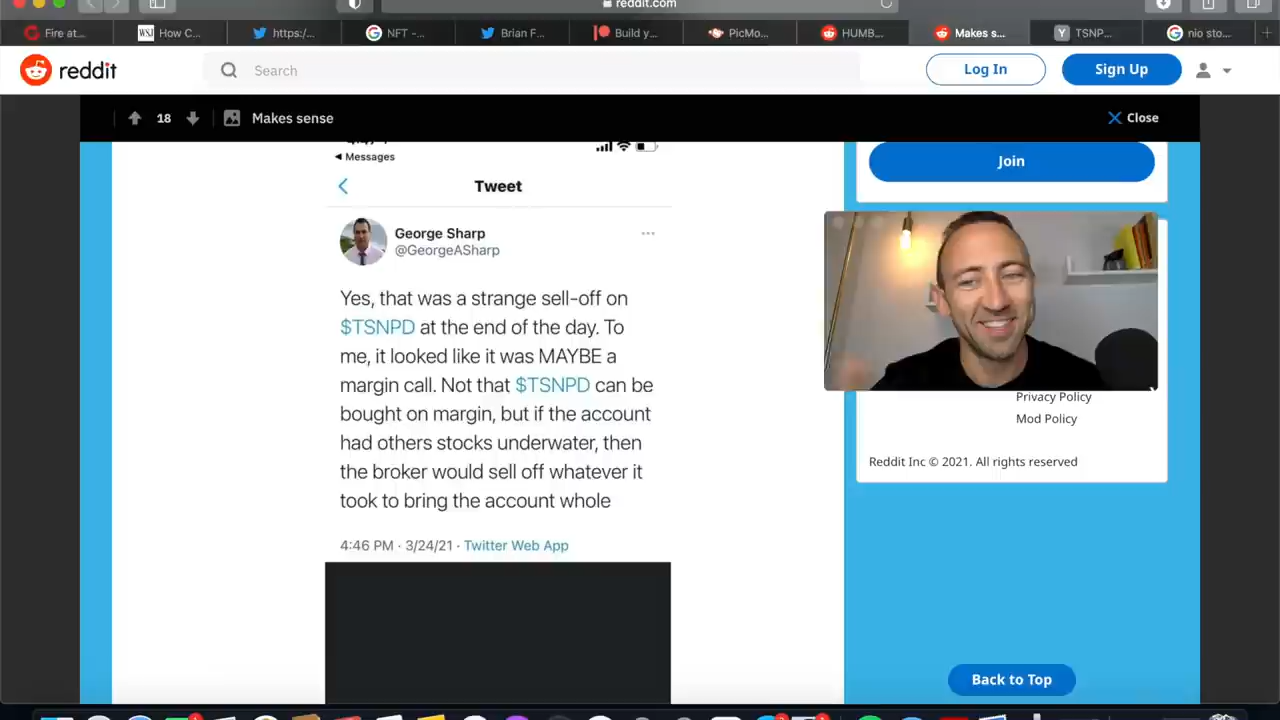 reddit.com
Fire at...
WSJ How C...
https:/...
NFT -...
Brian F...
Build y...
PicMo...
HUMB...
Makes s...
TSNP...
nio sto...
reddit
Search
Log In
Sign Up
18
Makes sense
Close
Messages
Tweet
Join
George Sharp
@GeorgeASharp
Yes, that was a strange sell-off on
$TSNPD at the end of the day. To
me, it looked like it was MAYBE a
margin call. Not that $TSNPD can be
bought on margin, but if the account
had others stocks underwater, then
the broker would sell off whatever it
took to bring the account whole
4:46 PM · 3/24/21 · Twitter Web App
Privacy Policy
Mod Policy
Reddit Inc © 2021. All rights reserved
Back to Top